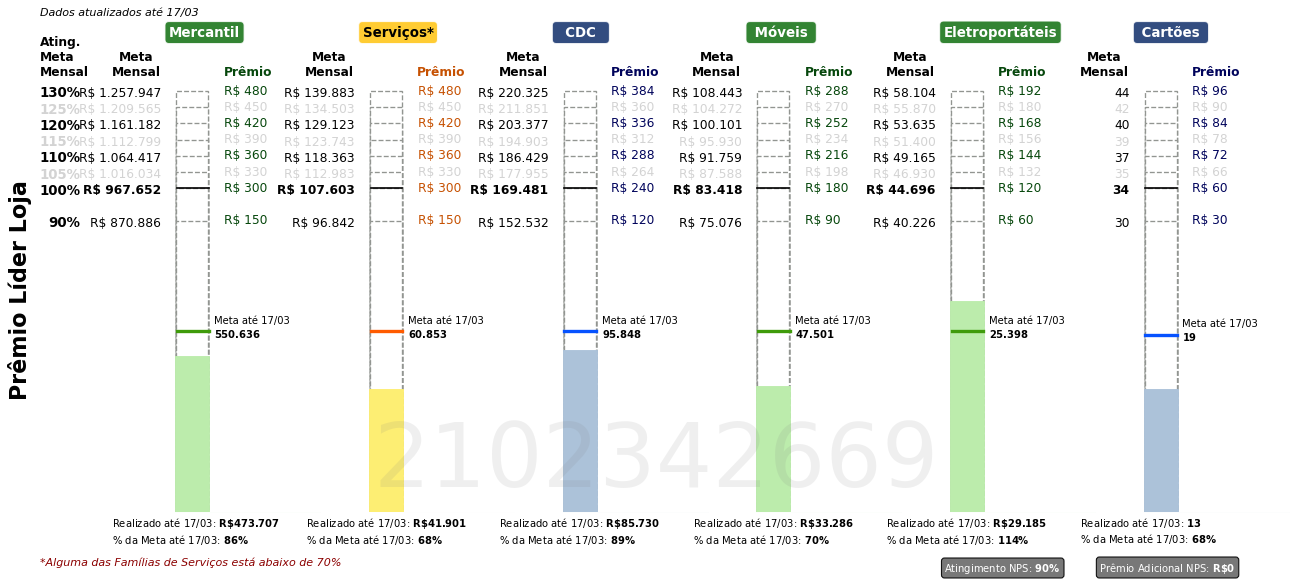 Dados atualizados até 17/03
Mercantil Serviços* CDC Móveis Eletroportáteis Cartões
Ating.
Meta Meta Meta Meta Meta Meta Meta
Mensal Mensal Prêmio Mensal Prêmio Mensal Prêmio Mensal Prêmio Mensal Prêmio Mensal Prêmio
130% R$ 1.257.947 R$ 480 R$ 139.883 R$ 480 R$ 220.325 R$ 384 R$ 108.443 R$ 288 R$ 58.104 R$ 192 44 R$ 96
125% R$ 1.209.565 R$ 450 R$ 134.503 R$ 450 R$ 211.851 R$ 360 R$ 104.272 R$ 270 R$ 55.870 R$ 180 42 R$ 90
120% R$ 1.161.182 R$ 420 R$ 129.123 R$ 420 R$ 203.377 R$ 336 R$ 100.101 R$ 252 R$ 53.635 R$ 168 40 R$ 84
115% R$ 1.112.799 R$ 390 R$ 123.743 R$ 390 R$ 194.903 R$ 312 R$ 95.930 R$ 234 R$ 51.400 R$ 156 39 R$ 78
110% R$ 1.064.417 R$ 360 R$ 118.363 R$ 360 R$ 186.429 R$ 288 R$ 91.759 R$ 216 R$ 49.165 R$ 144 37 R$ 72
105% R$ 1.016.034 R$ 330 R$ 112.983 R$ 330 R$ 177.955 R$ 264 R$ 87.588 R$ 198 R$ 46.930 R$ 132 35 R$ 66
100% R$ 967.652 R$ 300 R$ 107.603 R$ 300 R$ 169.481 R$ 240 R$ 83.418 R$ 180 R$ 44.696 R$ 120 34 R$ 60
90% R$ 870.886 R$ 150 R$ 96.842 R$ 150 R$ 152.532 R$ 120 R$ 75.076 R$ 90 R$ 40.226 R$ 60 30 R$ 30
Prêmio Líder Loja
Meta até 17/03 Meta até 17/03 Meta até 17/03 Meta até 17/03 Meta até 17/03 Meta até 17/03
550.636 60.853 95.848 47.501 25.398 19
2102342669
Realizado até 17/03: R$473.707 Realizado até 17/03: R$41.901 Realizado até 17/03: R$85.730 Realizado até 17/03: R$33.286 Realizado até 17/03: R$29.185 Realizado até 17/03: 13
% da Meta até 17/03: 86% % da Meta até 17/03: 68% % da Meta até 17/03: 89% % da Meta até 17/03: 70% % da Meta até 17/03: 114% % da Meta até 17/03: 68%
*Alguma das Famílias de Serviços está abaixo de 70% Atingimento NPS: 90% Prêmio Adicional NPS: R$0